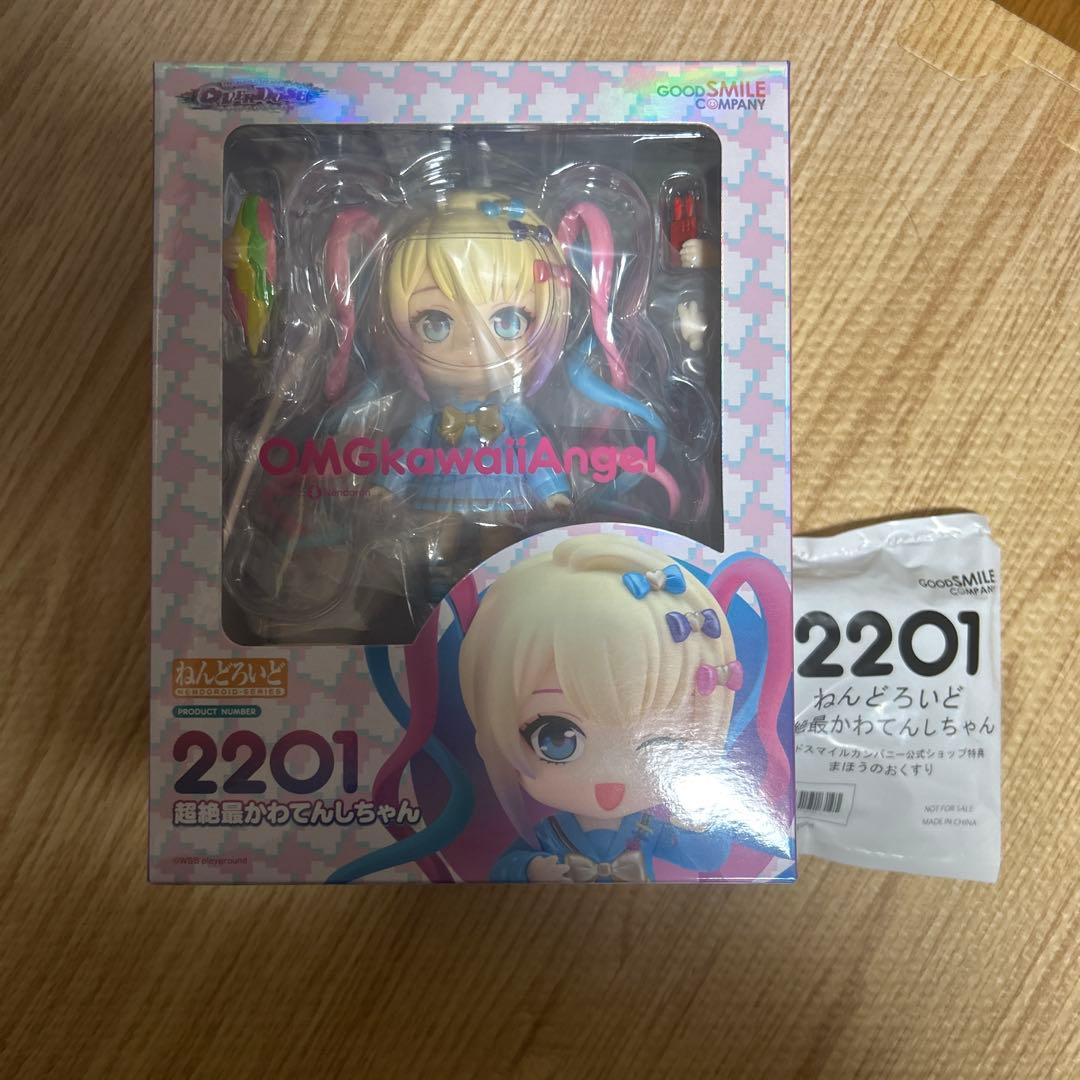 OVERDOSE
GOOD SMILE
COMPANY
OMGkawaiiAngel
Nendoroid
ねんどろいど
NENDOROID-SERIES
PRODUCT NUMBER
2201
超絶最かわてんしちゃん
©WSS playground
GOOD SMILE
COMPANY
2201
ねんどろいど
絶最かわてんしちゃん
ドスマイルカンパニー公式ショップ特典
まほうのおくすり
NOT FOR SALE
MADE IN CHINA